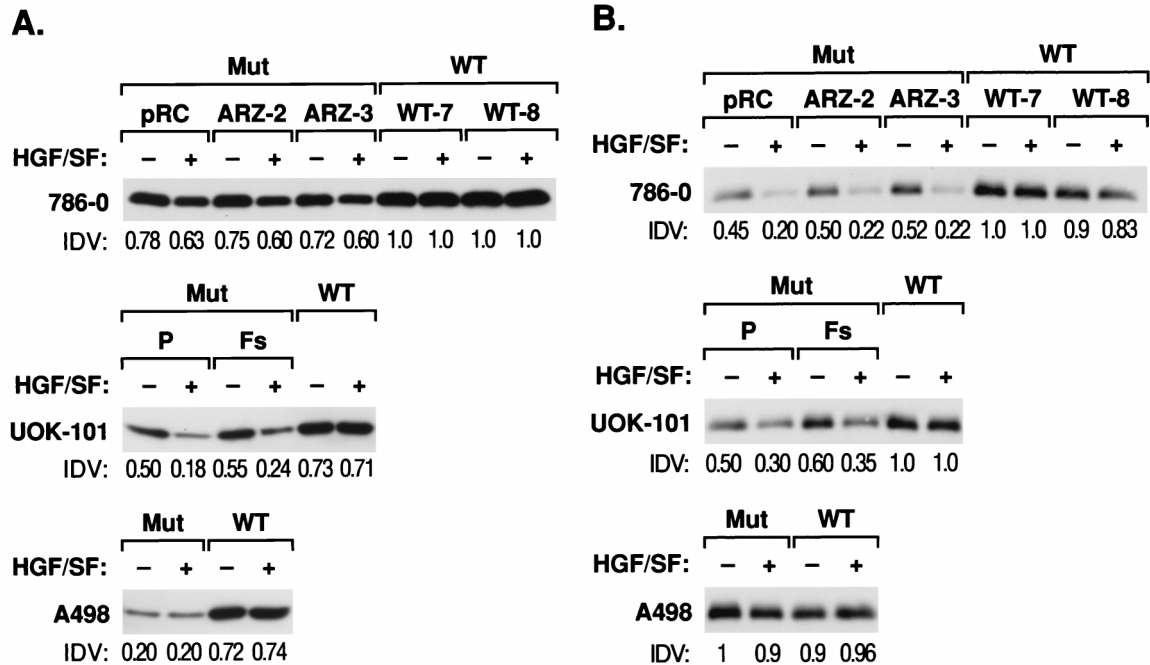 A.
Mut WT
pRC ARZ-2 ARZ-3 WT-7 WT-8
HGF/SF: – + – + – + – + – +
786-0
IDV: 0.78 0.63 0.75 0.60 0.72 0.60 1.0 1.0 1.0 1.0
Mut WT
P Fs
HGF/SF: – + – + – +
UOK-101
IDV: 0.50 0.18 0.55 0.24 0.73 0.71
Mut WT
HGF/SF: – + – +
A498
IDV: 0.20 0.20 0.72 0.74
B.
Mut WT
pRC ARZ-2 ARZ-3 WT-7 WT-8
HGF/SF: – + – + – + – + – +
786-0
IDV: 0.45 0.20 0.50 0.22 0.52 0.22 1.0 1.0 0.9 0.83
Mut WT
P Fs
HGF/SF: – + – + – +
UOK-101
IDV: 0.50 0.30 0.60 0.35 1.0 1.0
Mut WT
HGF/SF: – + – +
A498
IDV: 1 0.9 0.9 0.96